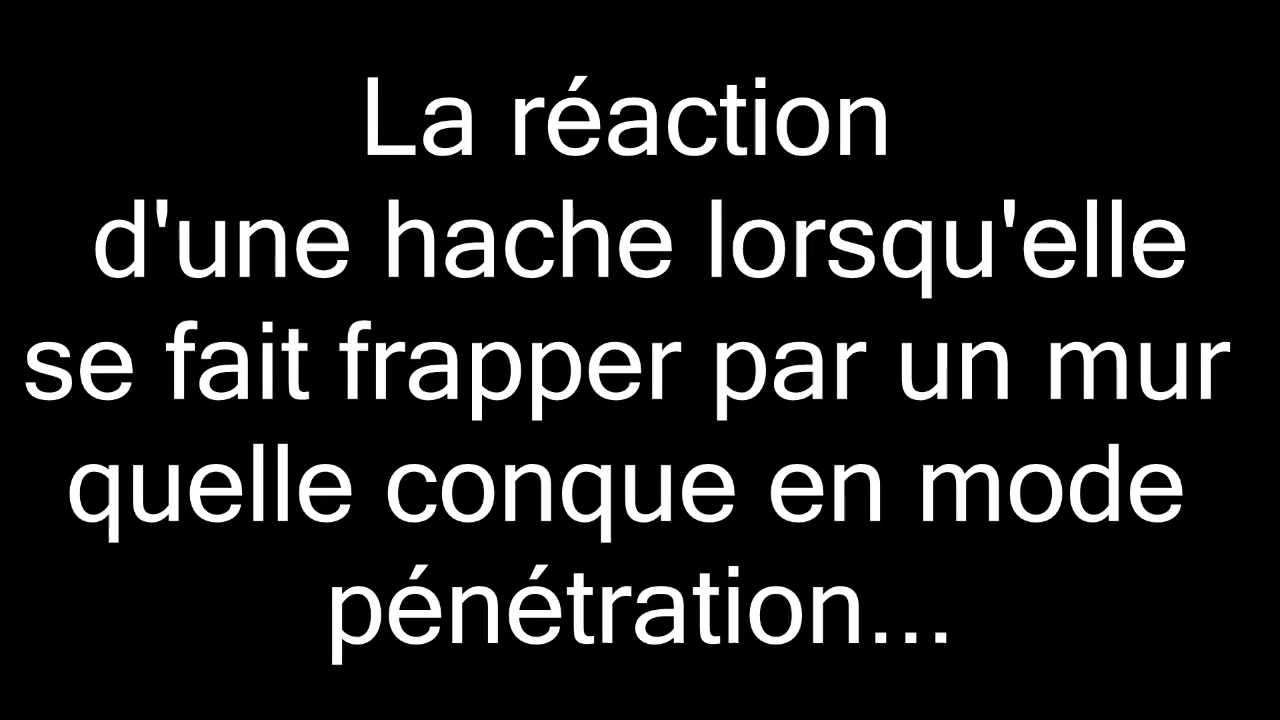 La réaction
d'une hache lorsqu'elle
se fait frapper par un mur
quelle conque en mode
pénétration...